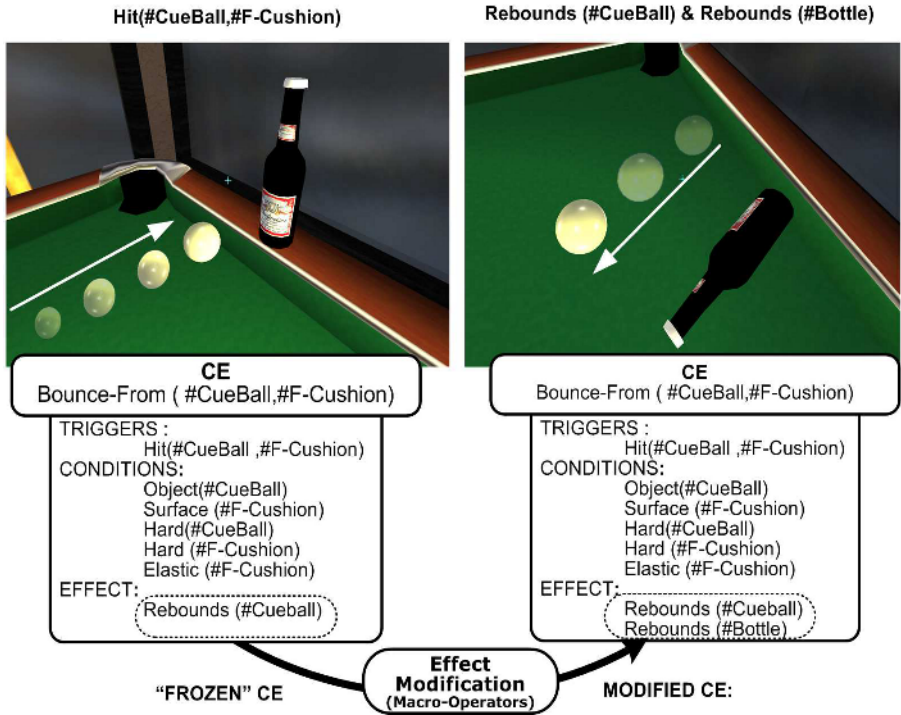 Hit(#CueBall,#F-Cushion)
CE
Bounce-From ( #CueBall,#F-Cushion)
TRIGGERS :
Hit(#CueBall ,#F-Cushion)
CONDITIONS:
Object(#CueBall)
Surface (#F-Cushion)
Hard(#CueBall)
Hard (#F-Cushion)
Elastic (#F-Cushion)
EFFECT:
Rebounds (#Cueball)
"FROZEN" CE
Effect
Modification
(Macro-Operators)
Rebounds (#CueBall) & Rebounds (#Bottle)
CE
Bounce-From ( #CueBall,#F-Cushion)
TRIGGERS :
Hit(#CueBall ,#F-Cushion)
CONDITIONS:
Object(#CueBall)
Surface (#F-Cushion)
Hard(#CueBall)
Hard (#F-Cushion)
Elastic (#F-Cushion)
EFFECT:
Rebounds (#Cueball)
Rebounds (#Bottle)
MODIFIED CE: